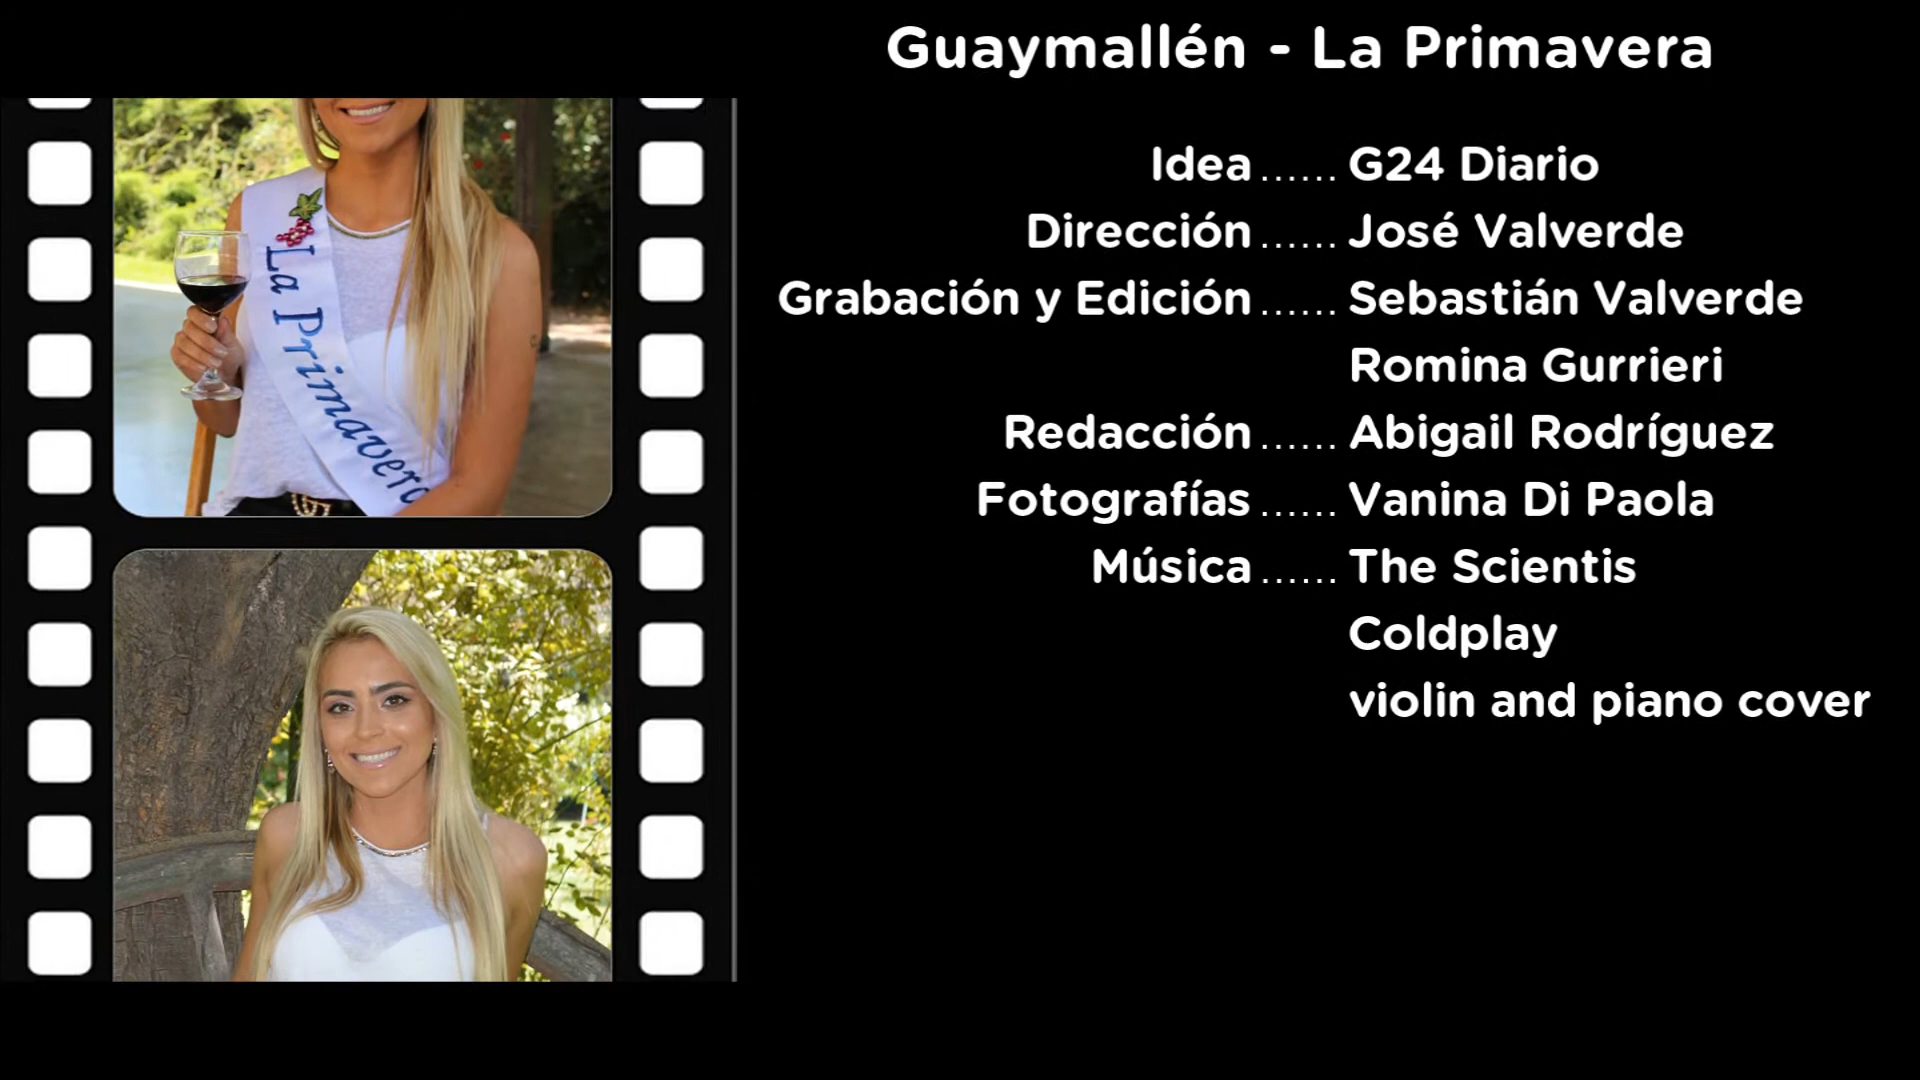 Guaymallén - La Primavera
Idea ...... G24 Diario
Dirección ...... José Valverde
Grabación y Edición ...... Sebastián Valverde
Romina Gurrieri
Redacción ...... Abigail Rodríguez
Fotografías ...... Vanina Di Paola
Música ...... The Scientis
Coldplay
violin and piano cover
La Primavera